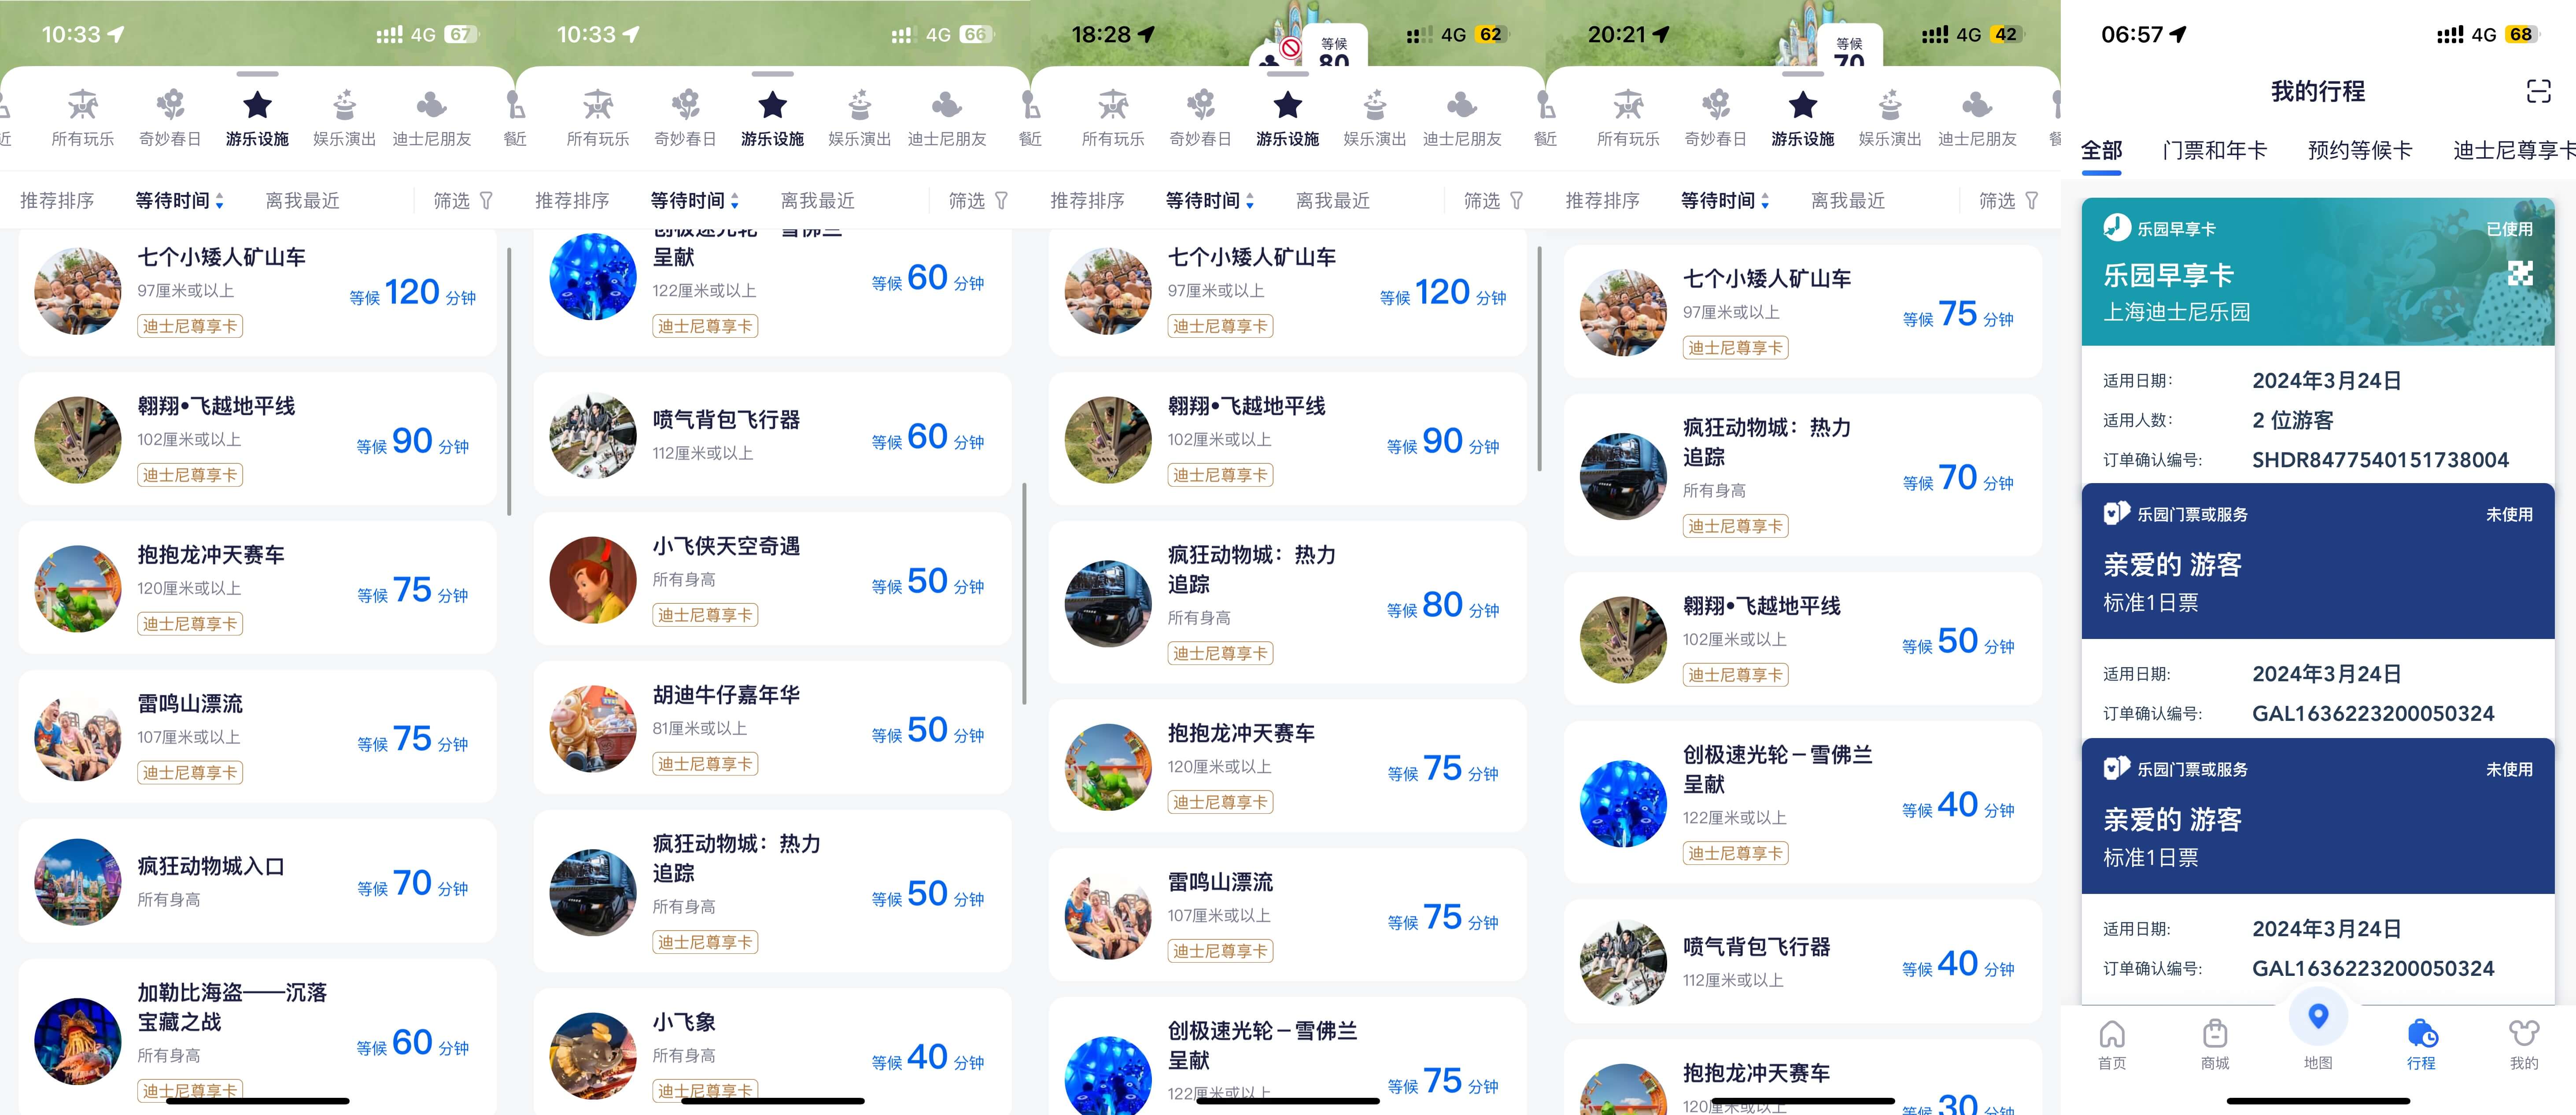 10:33
4G 67
近
所有玩乐
奇妙春日
游乐设施
娱乐演出
迪士尼朋友
餐
推荐排序
等待时间
离我最近
筛选
七个小矮人矿山车
97厘米或以上
迪士尼尊享卡
等候 120 分钟
翱翔•飞越地平线
102厘米或以上
迪士尼尊享卡
等候 90 分钟
抱抱龙冲天赛车
120厘米或以上
迪士尼尊享卡
等候 75 分钟
雷鸣山漂流
107厘米或以上
迪士尼尊享卡
等候 75 分钟
疯狂动物城入口
所有身高
等候 70 分钟
加勒比海盗——沉落
宝藏之战
所有身高
迪士尼尊享卡
等候 60 分钟
10:33
4G 66
近
所有玩乐
奇妙春日
游乐设施
娱乐演出
迪士尼朋友
餐
推荐排序
等待时间
离我最近
筛选
创极速光轮－雪佛兰
呈献
122厘米或以上
迪士尼尊享卡
等候 60 分钟
喷气背包飞行器
112厘米或以上
等候 60 分钟
小飞侠天空奇遇
所有身高
迪士尼尊享卡
等候 50 分钟
胡迪牛仔嘉年华
81厘米或以上
迪士尼尊享卡
等候 50 分钟
疯狂动物城：热力
追踪
所有身高
迪士尼尊享卡
等候 50 分钟
小飞象
所有身高
迪士尼尊享卡
等候 40 分钟
18:28
4G 62
等候
80
近
所有玩乐
奇妙春日
游乐设施
娱乐演出
迪士尼朋友
餐
推荐排序
等待时间
离我最近
筛选
七个小矮人矿山车
97厘米或以上
迪士尼尊享卡
等候 120 分钟
翱翔•飞越地平线
102厘米或以上
迪士尼尊享卡
等候 90 分钟
疯狂动物城：热力
追踪
所有身高
迪士尼尊享卡
等候 80 分钟
抱抱龙冲天赛车
120厘米或以上
迪士尼尊享卡
等候 75 分钟
雷鸣山漂流
107厘米或以上
迪士尼尊享卡
等候 75 分钟
创极速光轮－雪佛兰
呈献
122厘米或以上
等候 75 分钟
20:21
4G 42
等候
70
近
所有玩乐
奇妙春日
游乐设施
娱乐演出
迪士尼朋友
餐
推荐排序
等待时间
离我最近
筛选
七个小矮人矿山车
97厘米或以上
迪士尼尊享卡
等候 75 分钟
疯狂动物城：热力
追踪
所有身高
迪士尼尊享卡
等候 70 分钟
翱翔•飞越地平线
102厘米或以上
迪士尼尊享卡
等候 50 分钟
创极速光轮－雪佛兰
呈献
122厘米或以上
迪士尼尊享卡
等候 40 分钟
喷气背包飞行器
112厘米或以上
等候 40 分钟
抱抱龙冲天赛车
120厘米或以上
等候 30 分钟
06:57
4G 68
我的行程
全部
门票和年卡
预约等候卡
迪士尼尊享卡
乐园早享卡
已使用
乐园早享卡
上海迪士尼乐园
适用日期:
2024年3月24日
适用人数:
2 位游客
订单确认编号:
SHDR8477540151738004
乐园门票或服务
未使用
亲爱的 游客
标准1日票
适用日期:
2024年3月24日
订单确认编号:
GAL1636223200050324
乐园门票或服务
未使用
亲爱的 游客
标准1日票
适用日期:
2024年3月24日
订单确认编号:
GAL1636223200050324
首页
商城
地图
行程
我的